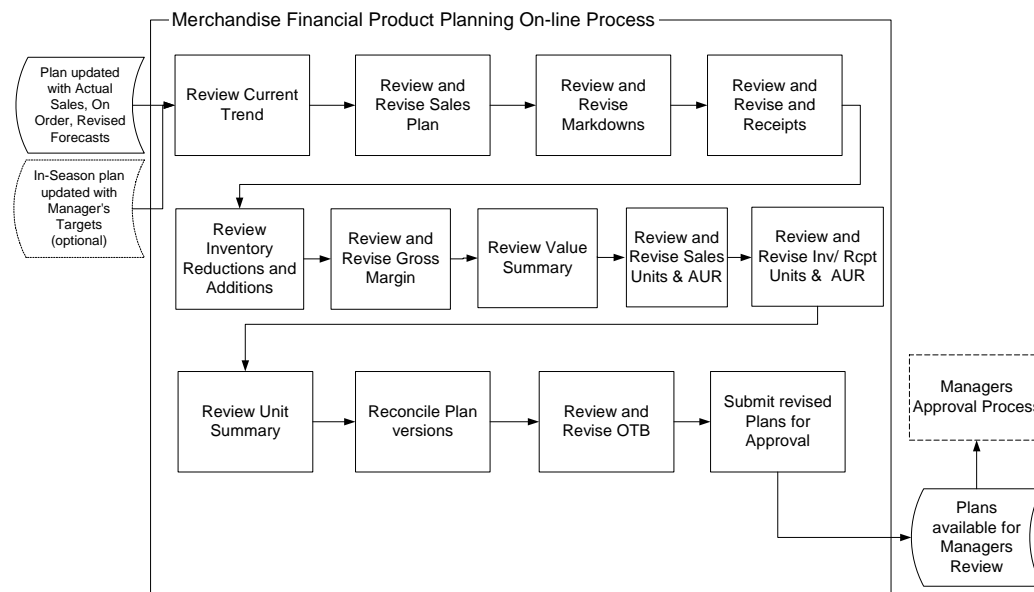 Merchandise Financial Product Planning On-line Process
Plan updated
with Actual
Sales, On
Order, Revised
Forecasts
In-Season plan
updated with
Manager's
Targets
(optional)
Review Current
Trend
Review and
Revise Sales
Plan
Review and
Revise
Markdowns
Review and
Revise and
Receipts
Review
Inventory
Reductions and
Additions
Review and
Revise Gross
Margin
Review Value
Summary
Review and
Revise Sales
Units & AUR
Review and
Revise Inv/ Rcpt
Units &  AUR
Review Unit
Summary
Reconcile Plan
versions
Review and
Revise OTB
Submit revised
Plans for
Approval
Managers
Approval Process
Plans
available for
Managers
Review